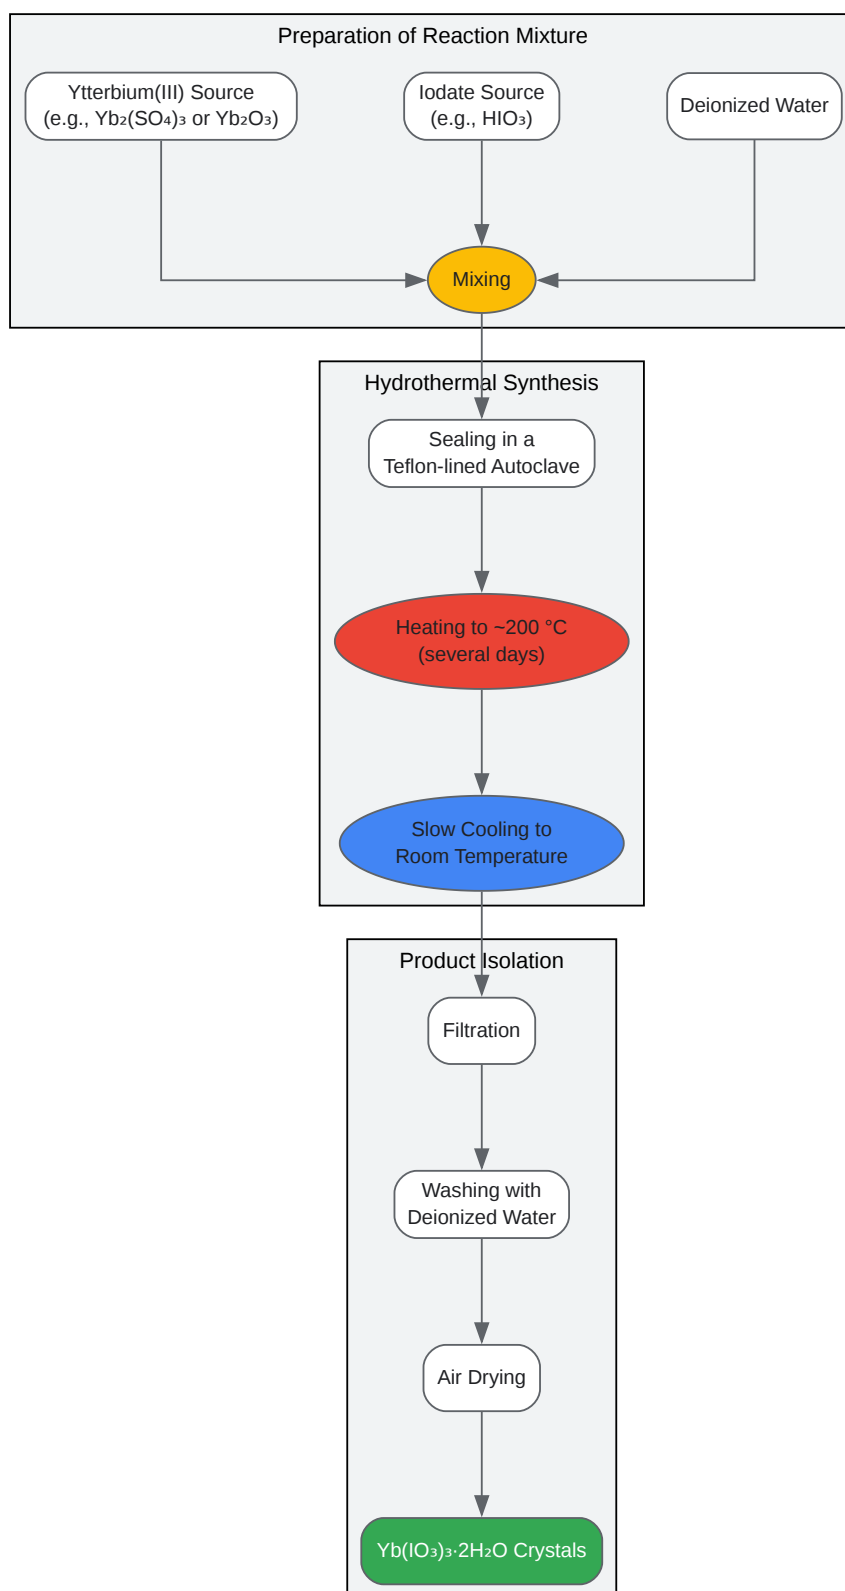 Preparation of Reaction Mixture
Ytterbium(III) Source
(e.g., Yb₂(SO₄)₃ or Yb₂O₃)
Iodate Source
(e.g., HIO₃)
Deionized Water
Mixing
Hydrothermal Synthesis
Sealing in a
Teflon-lined Autoclave
Heating to ~200 °C
(several days)
Slow Cooling to
Room Temperature
Product Isolation
Filtration
Washing with
Deionized Water
Air Drying
Yb(IO₃)₃·2H₂O Crystals